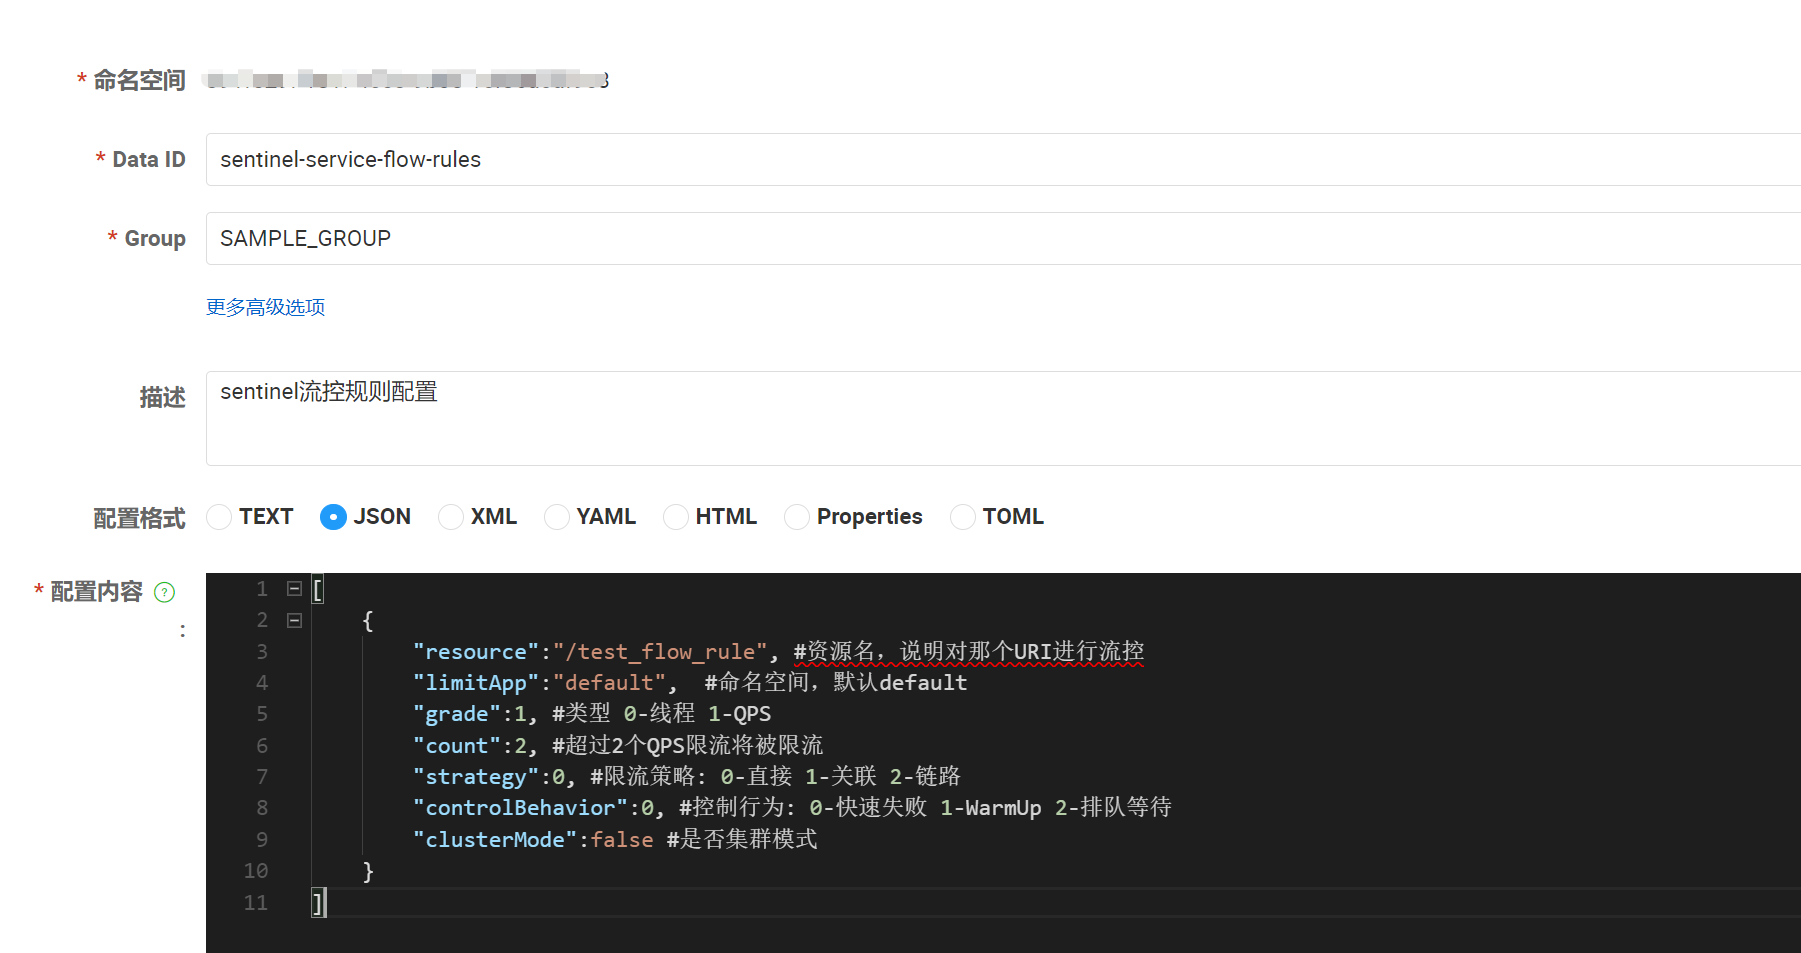 * 命名空间
* Data ID sentinel-service-flow-rules
* Group SAMPLE_GROUP
更多高级选项
描述 sentinel流控规则配置
配置格式 TEXT JSON XML YAML HTML Properties TOML
* 配置内容 ? :
1 [
2 {
3 "resource":"/test_flow_rule", #资源名，说明对那个URI进行流控
4 "limitApp":"default", #命名空间，默认default
5 "grade":1, #类型 0-线程 1-QPS
6 "count":2, #超过2个QPS限流将被限流
7 "strategy":0, #限流策略: 0-直接 1-关联 2-链路
8 "controlBehavior":0, #控制行为: 0-快速失败 1-WarmUp 2-排队等待
9 "clusterMode":false #是否集群模式
10 }
11 ]